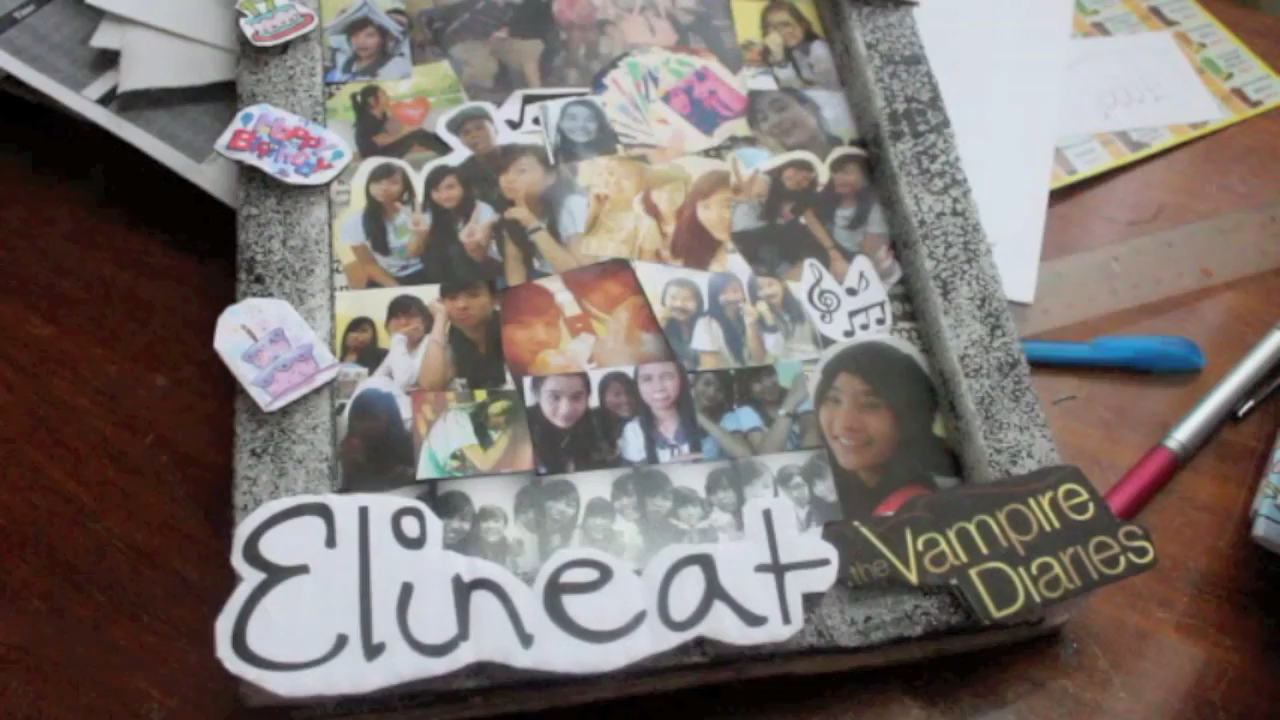 Happy
Birthday
Elineat
the Vampire
Diaries